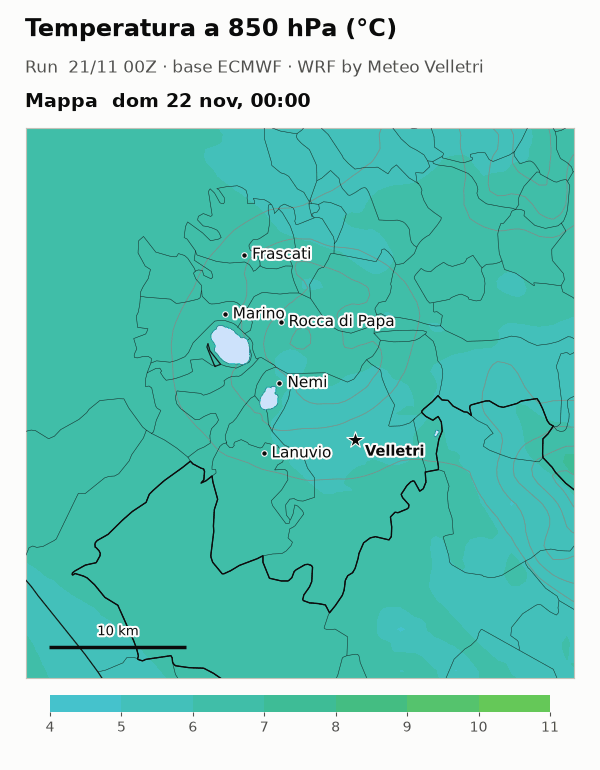 Temperatura a 850 hPa (°C)
Run  21/11 00Z · base ECMWF · WRF by Meteo Velletri
Mappa  dom 22 nov, 00:00
Frascati
Marino
Rocca di Papa
Nemi
Velletri
Lanuvio
10 km
4 5 6 7 8 9 10 11